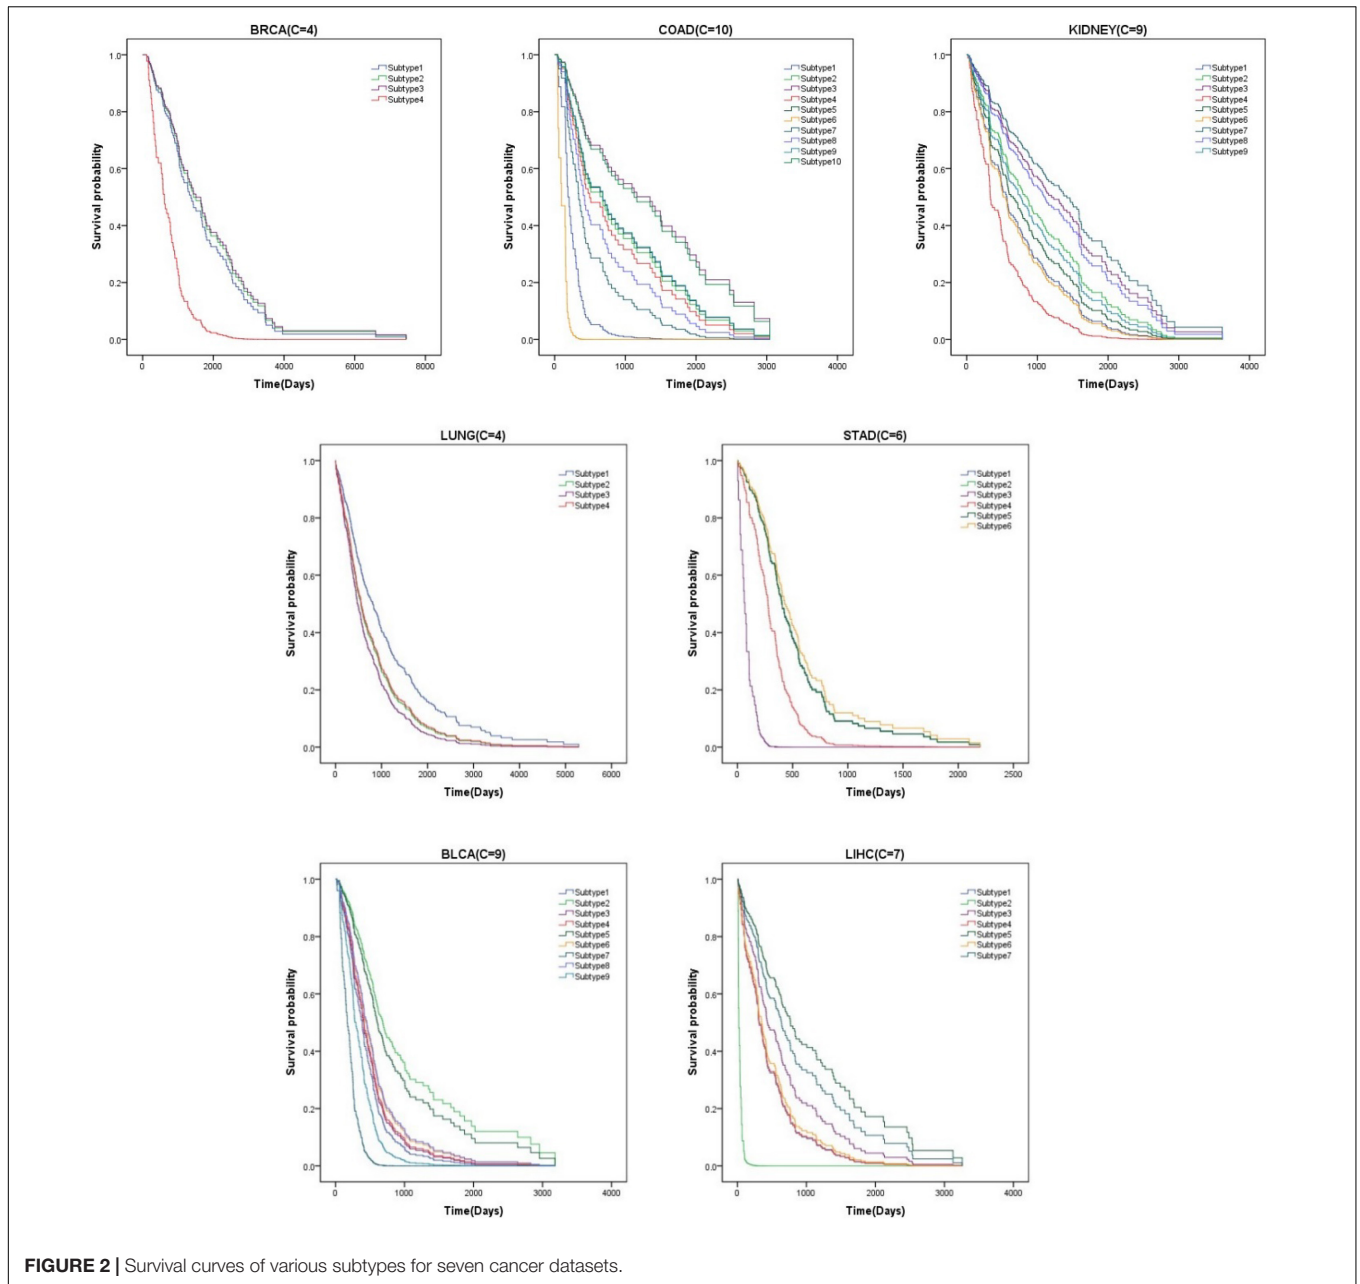 BRCA(C=4)
1.0
0.8
0.6
0.4
0.2
0.0
Survival probability
Subtype1
Subtype2
Subtype3
Subtype4
0 2000 4000 6000 8000
Time(Days)
COAD(C=10)
1.0
0.8
0.6
0.4
0.2
0.0
Survival probability
Subtype1
Subtype2
Subtype3
Subtype4
Subtype5
Subtype6
Subtype7
Subtype8
Subtype9
Subtype10
0 1000 2000 3000 4000
Time(Days)
KIDNEY(C=9)
1.0
0.8
0.6
0.4
0.2
0.0
Survival probability
Subtype1
Subtype2
Subtype3
Subtype4
Subtype5
Subtype6
Subtype7
Subtype8
Subtype9
0 1000 2000 3000 4000
Time(Days)
LUNG(C=4)
1.0
0.8
0.6
0.4
0.2
0.0
Survival probability
Subtype1
Subtype2
Subtype3
Subtype4
0 1000 2000 3000 4000 5000 6000
Time(Days)
STAD(C=6)
1.0
0.8
0.6
0.4
0.2
0.0
Survival probability
Subtype1
Subtype2
Subtype3
Subtype4
Subtype5
Subtype6
0 500 1000 1500 2000 2500
Time(Days)
BLCA(C=9)
1.0
0.8
0.6
0.4
0.2
0.0
Survival probability
Subtype1
Subtype2
Subtype3
Subtype4
Subtype5
Subtype6
Subtype7
Subtype8
Subtype9
0 1000 2000 3000 4000
Time(Days)
LIHC(C=7)
1.0
0.8
0.6
0.4
0.2
0.0
Survival probability
Subtype1
Subtype2
Subtype3
Subtype4
Subtype5
Subtype6
Subtype7
0 1000 2000 3000 4000
Time(Days)
FIGURE 2 | Survival curves of various subtypes for seven cancer datasets.